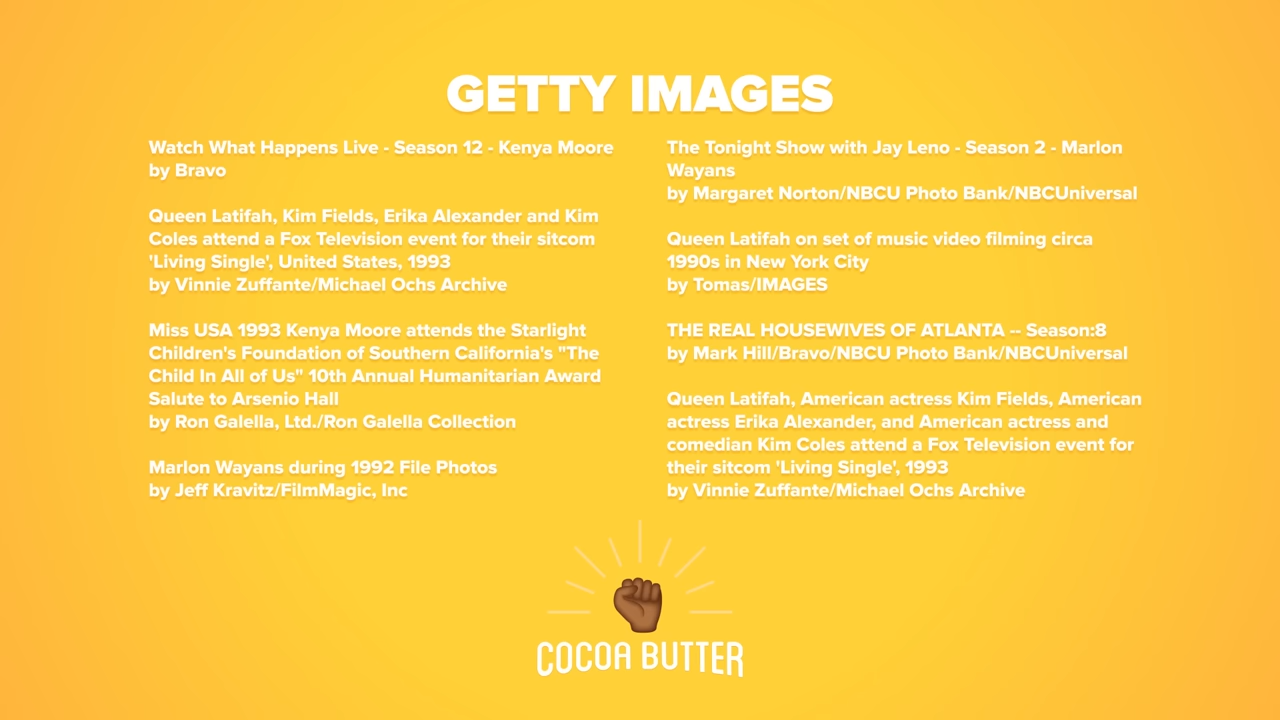 GETTY IMAGES
Watch What Happens Live - Season 12 - Kenya Moore
by Bravo
Queen Latifah, Kim Fields, Erika Alexander and Kim
Coles attend a Fox Television event for their sitcom
'Living Single', United States, 1993
by Vinnie Zuffante/Michael Ochs Archive
Miss USA 1993 Kenya Moore attends the Starlight
Children's Foundation of Southern California's "The
Child In All of Us" 10th Annual Humanitarian Award
Salute to Arsenio Hall
by Ron Galella, Ltd./Ron Galella Collection
Marlon Wayans during 1992 File Photos
by Jeff Kravitz/FilmMagic, Inc
The Tonight Show with Jay Leno - Season 2 - Marlon
Wayans
by Margaret Norton/NBCU Photo Bank/NBCUniversal
Queen Latifah on set of music video filming circa
1990s in New York City
by Tomas/IMAGES
THE REAL HOUSEWIVES OF ATLANTA -- Season:8
by Mark Hill/Bravo/NBCU Photo Bank/NBCUniversal
Queen Latifah, American actress Kim Fields, American
actress Erika Alexander, and American actress and
comedian Kim Coles attend a Fox Television event for
their sitcom 'Living Single', 1993
by Vinnie Zuffante/Michael Ochs Archive
COCOA BUTTER